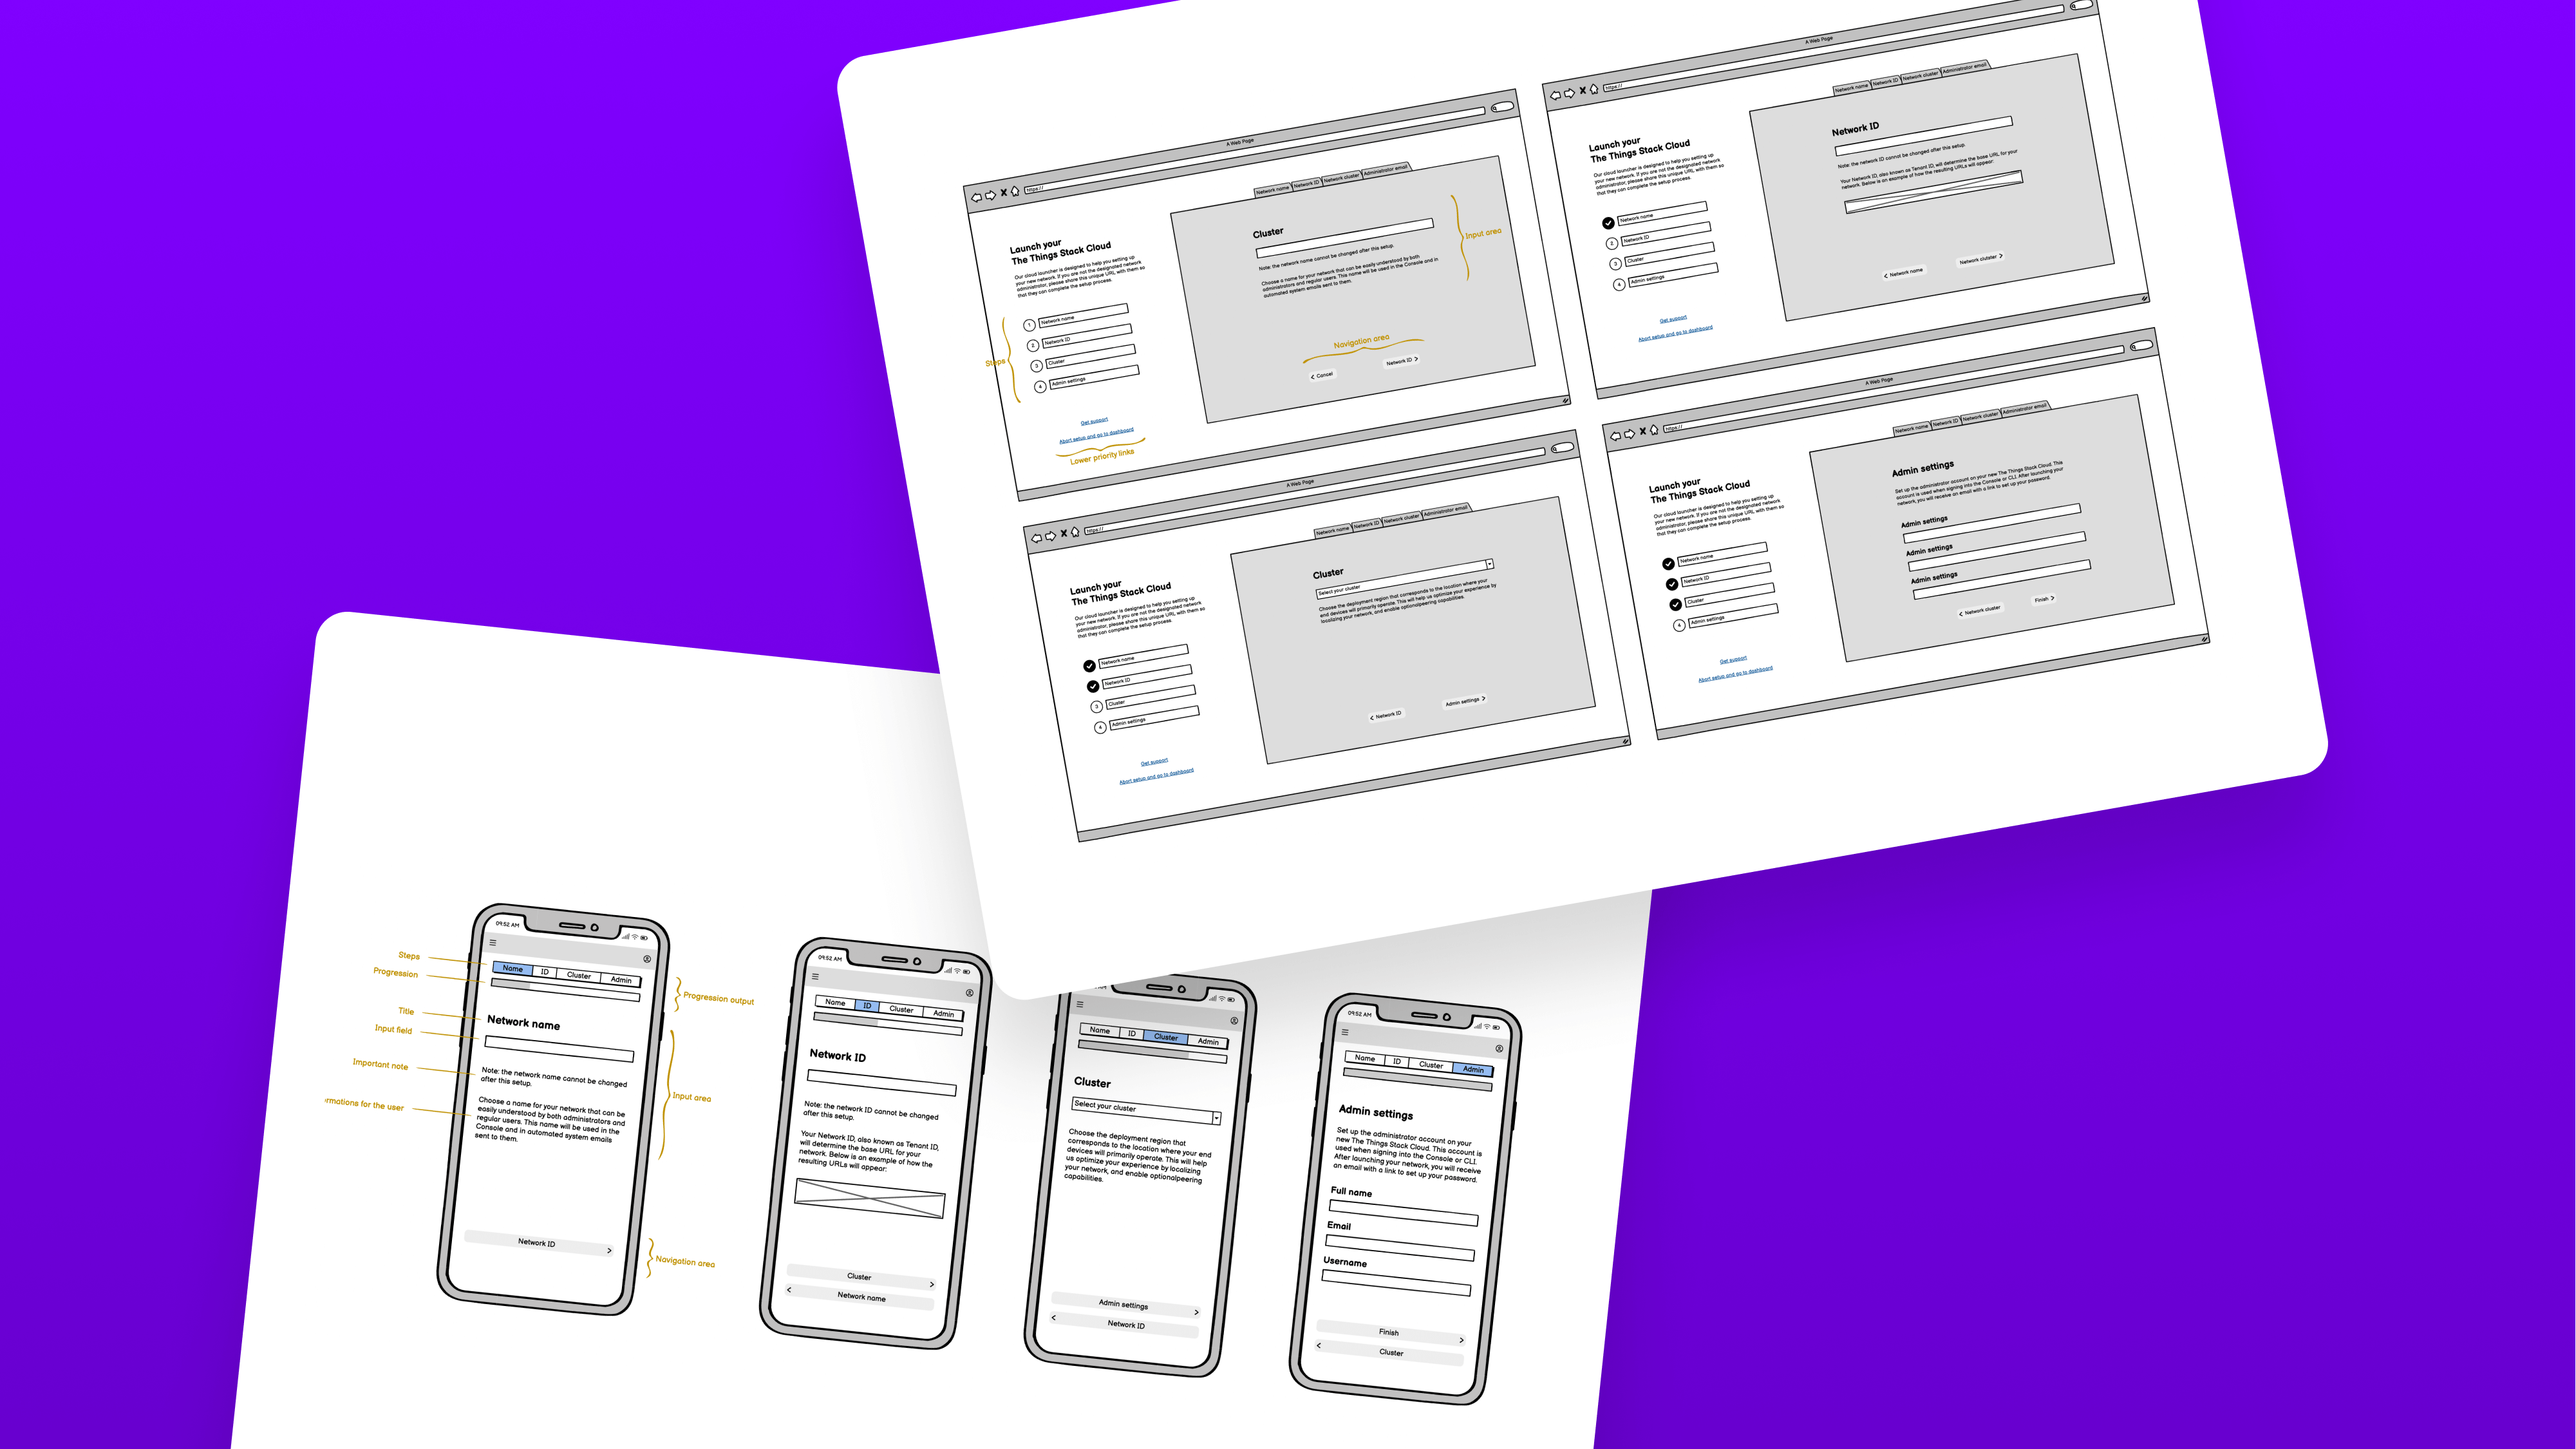 A Web Page
https://
Network name
Network ID
Network cluster
Administrator email
Launch your
The Things Stack Cloud
Our cloud launcher is designed to help you setting up
your new network. If you are not the designated network
administrator, please share this unique URL with them so
that they can complete the setup process.
Steps
1
Network name
2
Network ID
3
Cluster
4
Admin settings
Get support
Abort setup and go to dashboard
Lower priority links
Cluster
Input area
Note: the network name cannot be changed after this setup.
Choose a name for your network that can be easily understood by both
administrators and regular users. This name will be used in the Console and in
automated system emails sent to them.
Navigation area
Cancel
Network ID
A Web Page
https://
Network name
Network ID
Network cluster
Administrator email
Launch your
The Things Stack Cloud
Our cloud launcher is designed to help you setting up
your new network. If you are not the designated network
administrator, please share this unique URL with them so
that they can complete the setup process.
Network name
2
Network ID
3
Cluster
4
Admin settings
Get support
Abort setup and go to dashboard
Network ID
Note: the network ID cannot be changed after this setup.
Your Network ID, also known as Tenant ID, will determine the base URL for your
network. Below is an example of how the resulting URLs will appear:
Network name
Network cluster
A Web Page
https://
Network name
Network ID
Network cluster
Administrator email
Launch your
The Things Stack Cloud
Our cloud launcher is designed to help you setting up
your new network. If you are not the designated network
administrator, please share this unique URL with them so
that they can complete the setup process.
Network name
Network ID
3
Cluster
4
Admin settings
Get support
Abort setup and go to dashboard
Cluster
Select your cluster
Choose the deployment region that corresponds to the location where your
end devices will primarily operate. This will help us optimize your experience by
localizing your network, and enable optionalpeering capabilities.
Network ID
Admin settings
A Web Page
https://
Network name
Network ID
Network cluster
Administrator email
Launch your
The Things Stack Cloud
Our cloud launcher is designed to help you setting up
your new network. If you are not the designated network
administrator, please share this unique URL with them so
that they can complete the setup process.
Network name
Network ID
Cluster
4
Admin settings
Get support
Abort setup and go to dashboard
Admin settings
Set up the administrator account on your new The Things Stack Cloud. This
account is used when signing into the Console or CLI. After launching your
network, you will receive an email with a link to set up your password.
Admin settings
Admin settings
Admin settings
Network cluster
Finish
Steps
Progression
Title
Input field
Important note
rmations for the user
09:52 AM
Name
ID
Cluster
Admin
Network name
Note: the network name cannot be changed
after this setup.
Choose a name for your network that can be
easily understood by both administrators and
regular users. This name will be used in the
Console and in automated system emails
sent to them.
Network ID
Progression output
Input area
Navigation area
09:52 AM
Name
ID
Cluster
Admin
Network ID
Note: the network ID cannot be changed
after this setup.
Your Network ID, also known as Tenant ID,
will determine the base URL for your
network. Below is an example of how the
resulting URLs will appear:
Cluster
Network name
AM
Name
ID
Cluster
Admin
Cluster
Select your cluster
Choose the deployment region that
corresponds to the location where your end
devices will primarily operate. This will help
us optimize your experience by localizing
your network, and enable optionalpeering
capabilities.
Admin settings
Network ID
09:52 AM
Name
ID
Cluster
Admin
Admin settings
Set up the administrator account on your
new The Things Stack Cloud. This account is
used when signing into the Console or CLI.
After launching your network, you will receive
an email with a link to set up your password.
Full name
Email
Username
Finish
Cluster